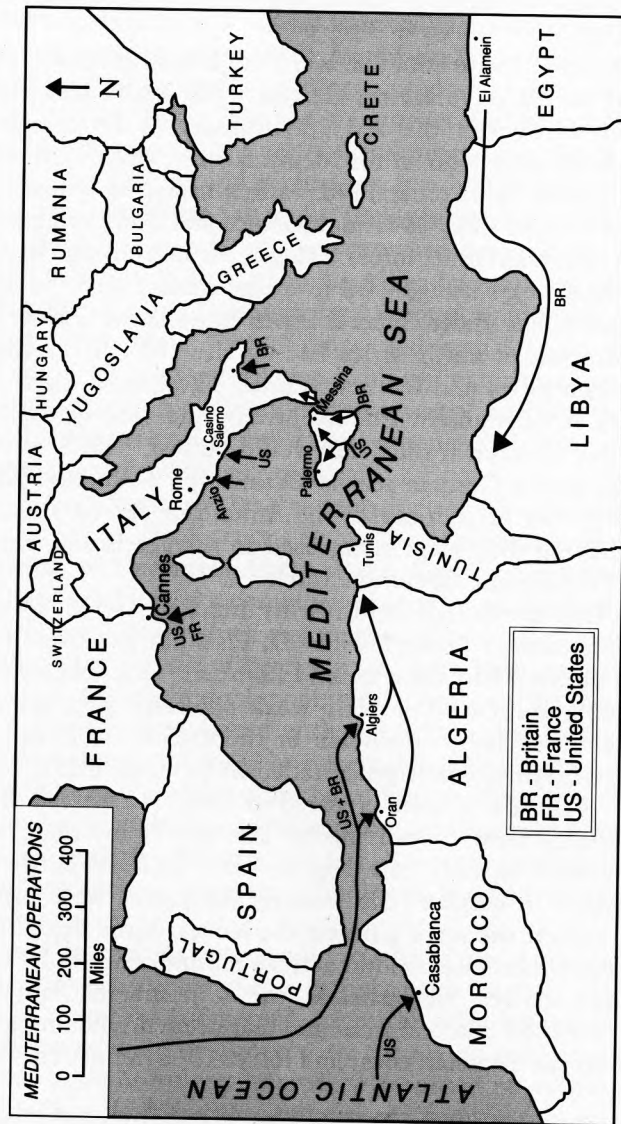 MEDITERRANEAN OPERATIONS
0 100 200 300 400
Miles
N
ATLANTIC OCEAN
PORTUGAL
SPAIN
FRANCE
SWITZERLAND
AUSTRIA
HUNGARY
RUMANIA
YUGOSLAVIA
BULGARIA
ITALY
GREECE
TURKEY
CRETE
Cannes
US
FR
Rome
Anzio
Casino
Salerno
US
BR
Palermo
Messina
US
BR
MEDITERRANEAN SEA
US + BR
US
Casablanca
Oran
Algiers
Tunis
MOROCCO
ALGERIA
TUNISIA
LIBYA
BR
El Alamein
EGYPT
BR - Britain
FR - France
US - United States